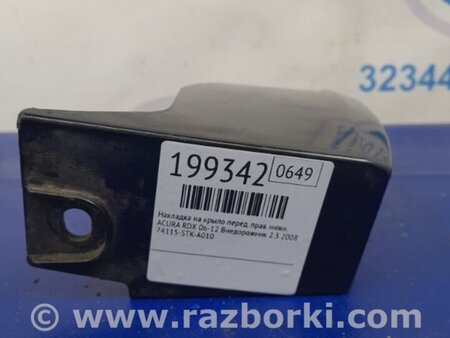 32344
199342 0649
Накладка на крыло перед. прав. нижн.
ACURA RDX 06-12 Внедорожник 2.3 2008
74115-STK-A010
www.razborki.com